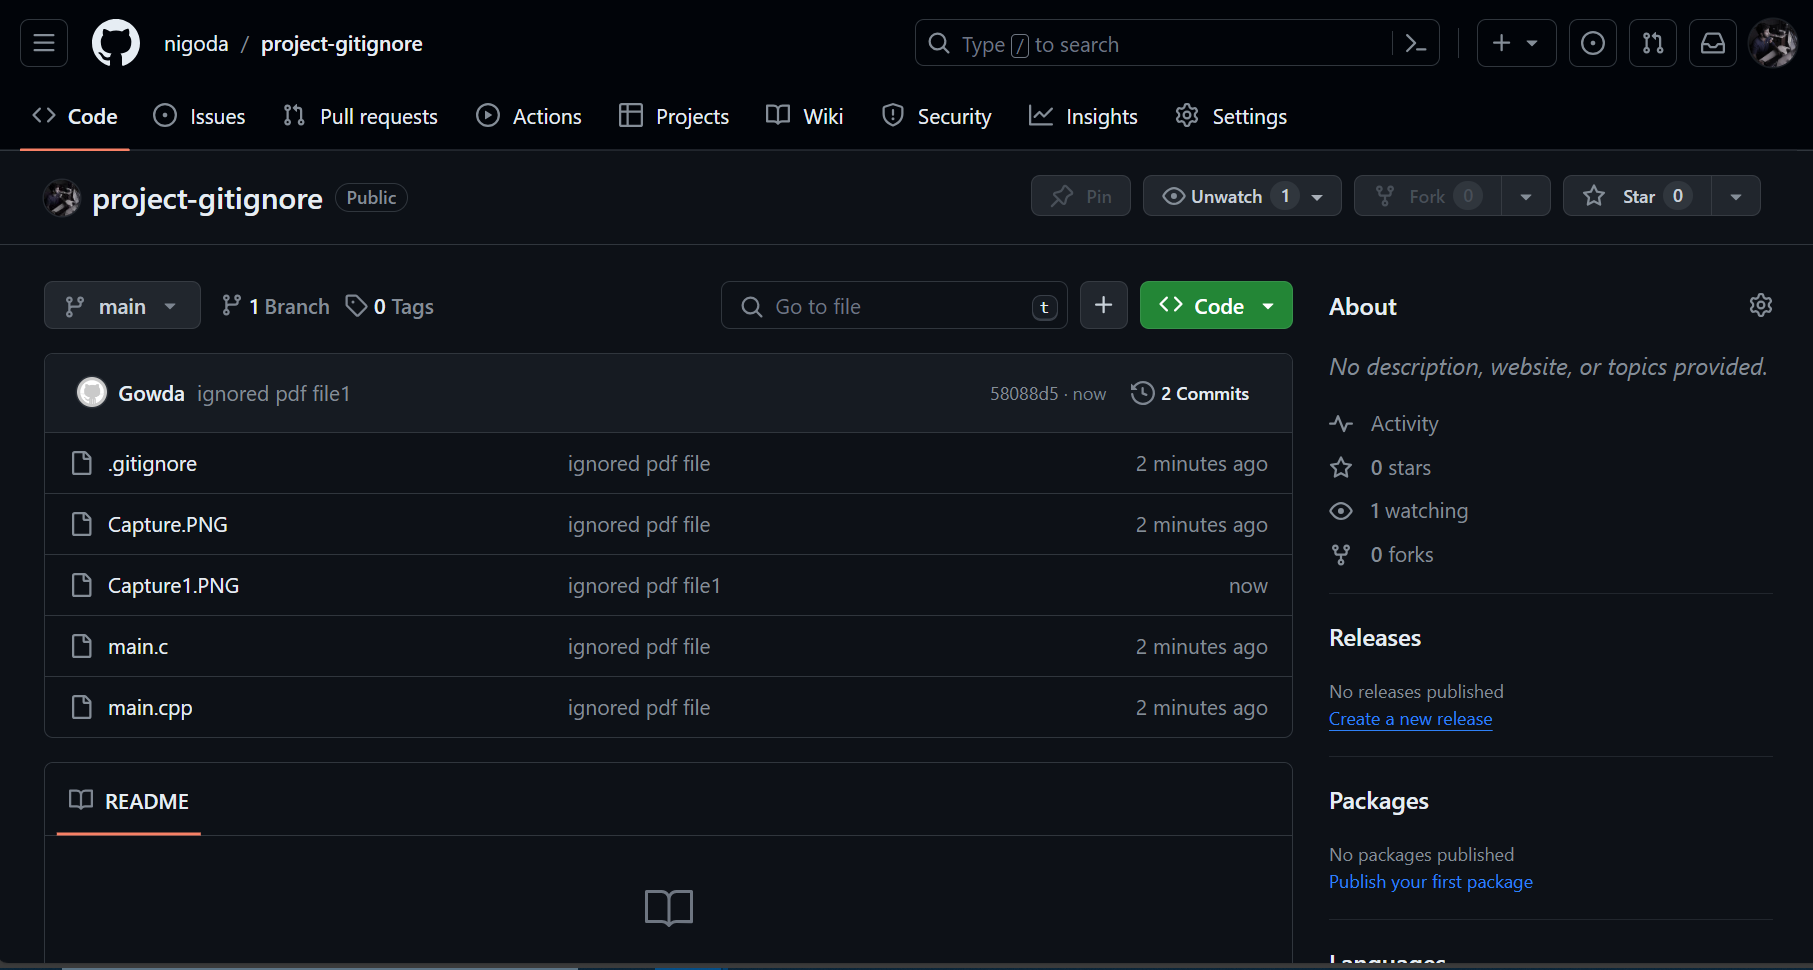 nigoda / project-gitignore
Type / to search
Code Issues Pull requests Actions Projects Wiki Security Insights Settings
project-gitignore Public
Pin Unwatch 1 Fork 0 Star 0
main 1 Branch 0 Tags
Go to file t + Code
Gowda ignored pdf file1 58088d5 · now 2 Commits
.gitignore ignored pdf file 2 minutes ago
Capture.PNG ignored pdf file 2 minutes ago
Capture1.PNG ignored pdf file1 now
main.c ignored pdf file 2 minutes ago
main.cpp ignored pdf file 2 minutes ago
README
About
No description, website, or topics provided.
Activity
0 stars
1 watching
0 forks
Releases
No releases published
Create a new release
Packages
No packages published
Publish your first package
Languages